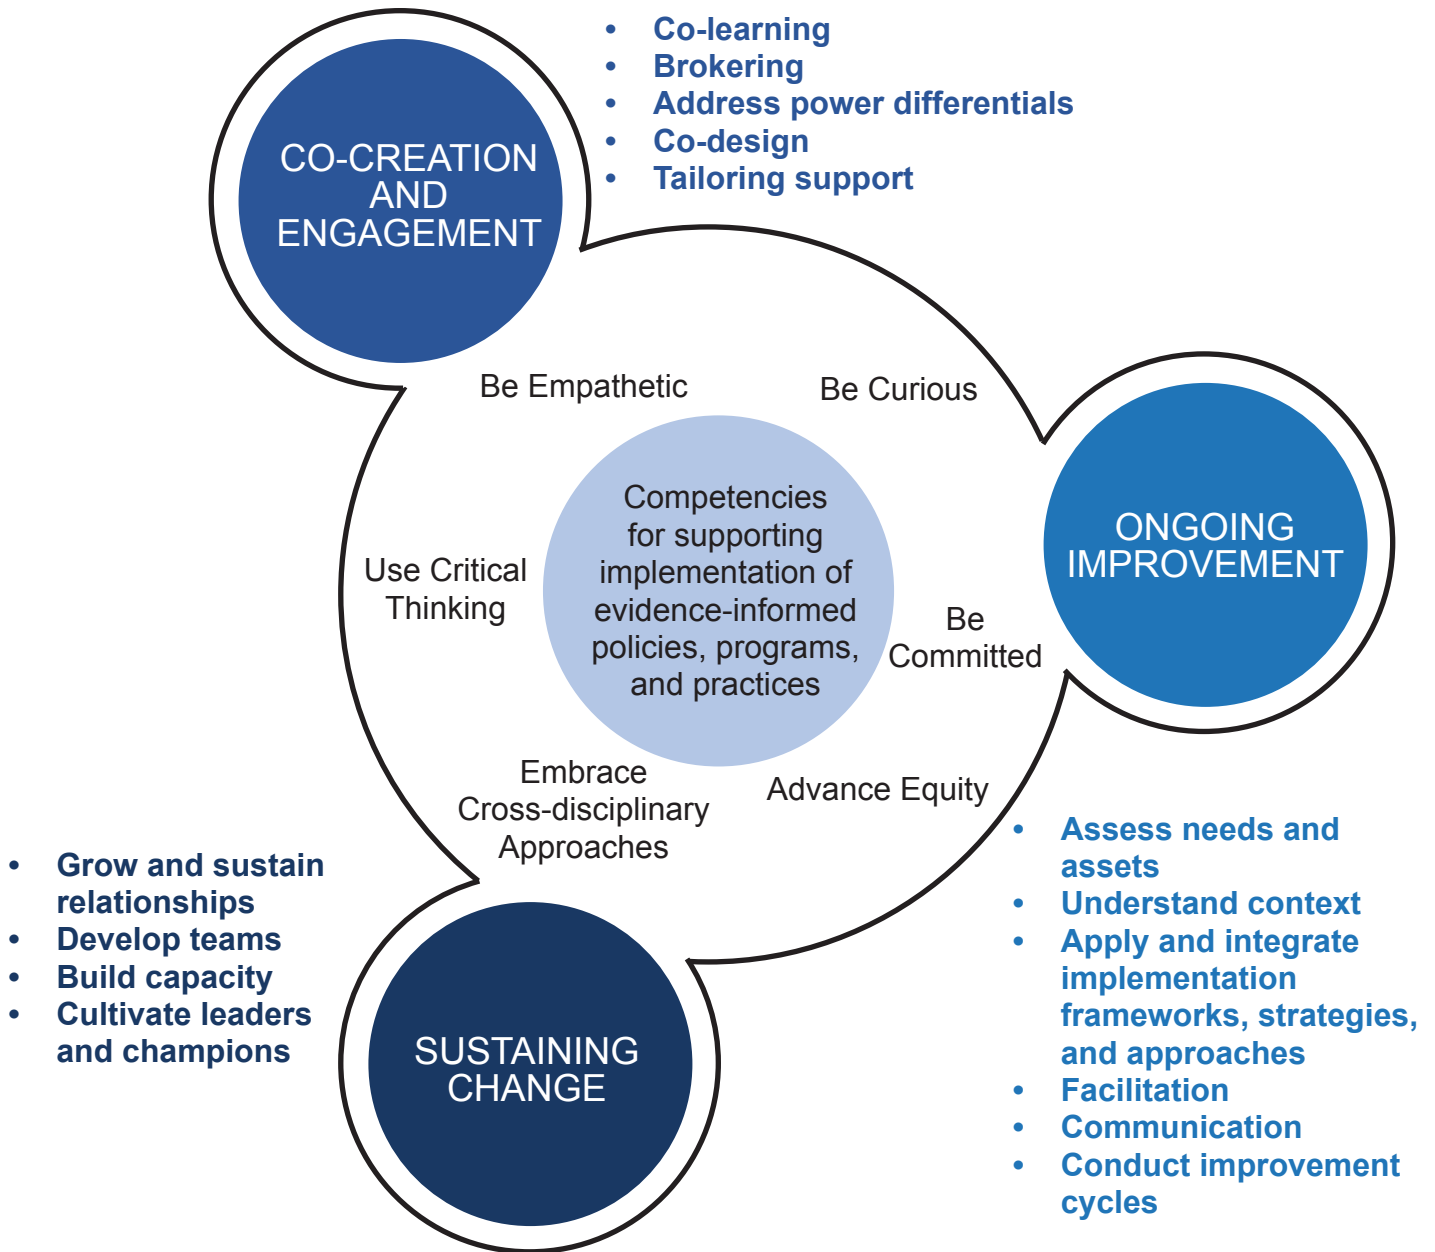 • Co-learning
• Brokering
• Address power differentials
• Co-design
• Tailoring support
CO-CREATION
AND
ENGAGEMENT
Be Empathetic
Be Curious
Competencies
for supporting
implementation of
evidence-informed
policies, programs,
and practices
Use Critical
Thinking
ONGOING
IMPROVEMENT
Be
Committed
Embrace
Cross-disciplinary
Approaches
Advance Equity
• Grow and sustain
relationships
• Develop teams
• Build capacity
• Cultivate leaders
and champions
SUSTAINING
CHANGE
• Assess needs and
assets
• Understand context
• Apply and integrate
implementation
frameworks, strategies,
and approaches
• Facilitation
• Communication
• Conduct improvement
cycles